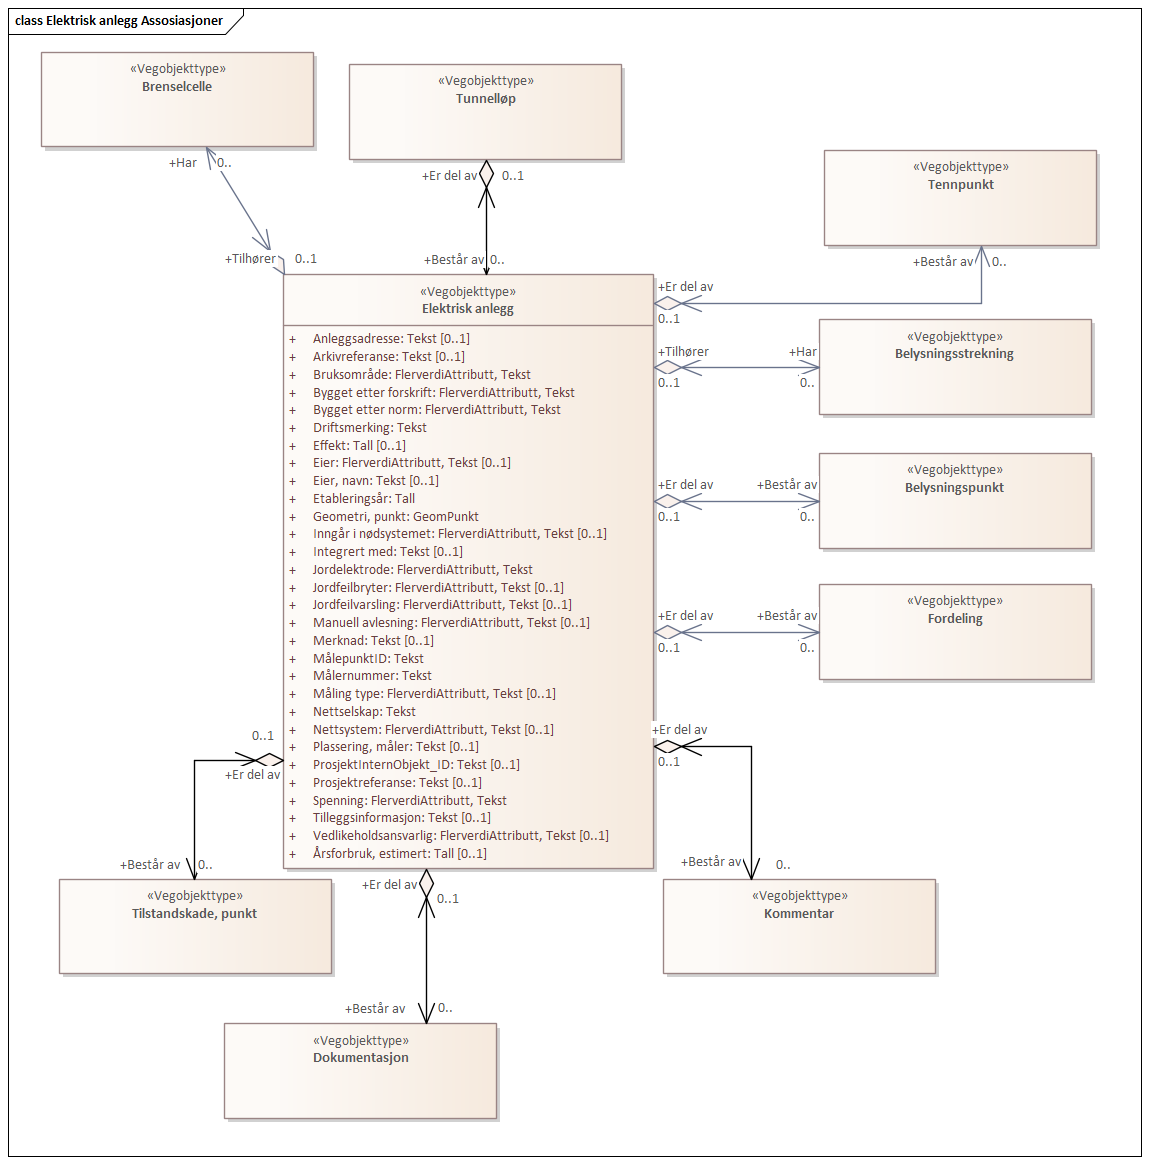 class Elektrisk anlegg Assosiasjoner
«Vegobjekttype»
Brenselcelle
«Vegobjekttype»
Tunnelløp
+Har
0..
+Er del av
0..1
«Vegobjekttype»
Tennpunkt
+Tilhører
0..1
+Består av
0..
+Består av
0..
«Vegobjekttype»
Elektrisk anlegg
+ Anleggsadresse: Tekst [0..1]
+ Arkivreferanse: Tekst [0..1]
+ Bruksområde: FlerverdiAttributt, Tekst
+ Bygget etter forskrift: FlerverdiAttributt, Tekst
+ Bygget etter norm: FlerverdiAttributt, Tekst
+ Driftsmerking: Tekst
+ Effekt: Tall [0..1]
+ Eier: FlerverdiAttributt, Tekst [0..1]
+ Eier, navn: Tekst [0..1]
+ Etableringsår: Tall
+ Geometri, punkt: GeomPunkt
+ Inngår i nødsystemet: FlerverdiAttributt, Tekst [0..1]
+ Integrert med: Tekst [0..1]
+ Jordelektrode: FlerverdiAttributt, Tekst
+ Jordfeilbryter: FlerverdiAttributt, Tekst [0..1]
+ Jordfeilvarsling: FlerverdiAttributt, Tekst [0..1]
+ Manuell avlesning: FlerverdiAttributt, Tekst [0..1]
+ Merknad: Tekst [0..1]
+ MålepunktID: Tekst
+ Målernummer: Tekst
+ Måling type: FlerverdiAttributt, Tekst [0..1]
+ Nettselskap: Tekst
+ Nettsystem: FlerverdiAttributt, Tekst [0..1]
+ Plassering, måler: Tekst [0..1]
+ ProsjektInternObjekt_ID: Tekst [0..1]
+ Prosjektreferanse: Tekst [0..1]
+ Spenning: FlerverdiAttributt, Tekst
+ Tilleggsinformasjon: Tekst [0..1]
+ Vedlikeholdsansvarlig: FlerverdiAttributt, Tekst [0..1]
+ Årsforbruk, estimert: Tall [0..1]
+Er del av
0..1
+Tilhører
0..1
+Har
0..
«Vegobjekttype»
Belysningsstrekning
+Er del av
0..1
+Består av
0..
«Vegobjekttype»
Belysningspunkt
+Er del av
0..1
+Består av
0..
«Vegobjekttype»
Fordeling
+Er del av
0..1
+Består av
0..
«Vegobjekttype»
Kommentar
0..1
+Er del av
+Består av
0..
«Vegobjekttype»
Tilstandskade, punkt
+Er del av
0..1
+Består av
0..
«Vegobjekttype»
Dokumentasjon